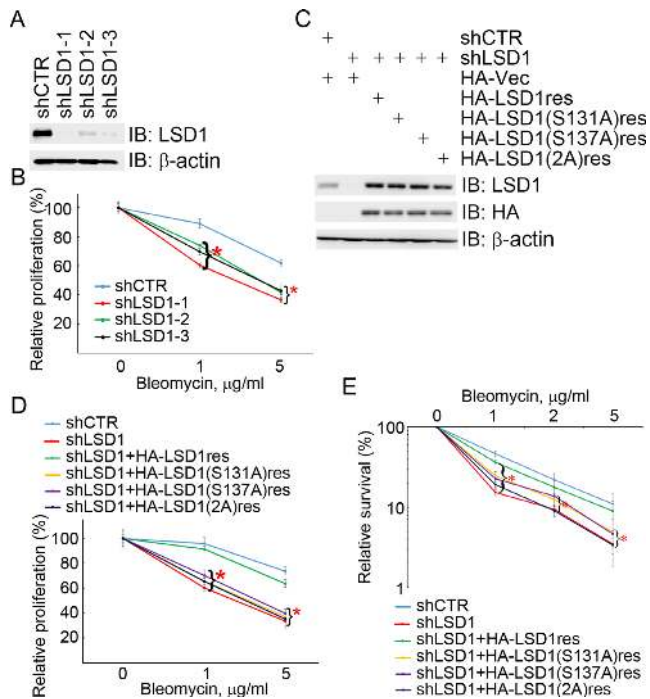 A
shCTR
shLSD1-1
shLSD1-2
shLSD1-3
IB: LSD1
IB: β-actin
B
Relative proliferation (%)
100
80
60
40
20
*
*
shCTR
shLSD1-1
shLSD1-2
shLSD1-3
0 1 5
Bleomycin, μg/ml
C
+ shCTR
+ + + + + shLSD1
+ + HA-Vec
+ HA-LSD1res
+ HA-LSD1(S131A)res
+ HA-LSD1(S137A)res
+ HA-LSD1(2A)res
IB: LSD1
IB: HA
IB: β-actin
D
shCTR
shLSD1
shLSD1+HA-LSD1res
shLSD1+HA-LSD1(S131A)res
shLSD1+HA-LSD1(S137A)res
shLSD1+HA-LSD1(2A)res
Relative proliferation (%)
100
80
60
40
20
*
*
0 1 5
Bleomycin, μg/ml
E
Bleomycin, μg/ml
0 1 2 5
Relative survival (%)
100
10
1
*
*
*
shCTR
shLSD1
shLSD1+HA-LSD1res
shLSD1+HA-LSD1(S131A)res
shLSD1+HA-LSD1(S137A)res
shLSD1+HA-LSD1(2A)res